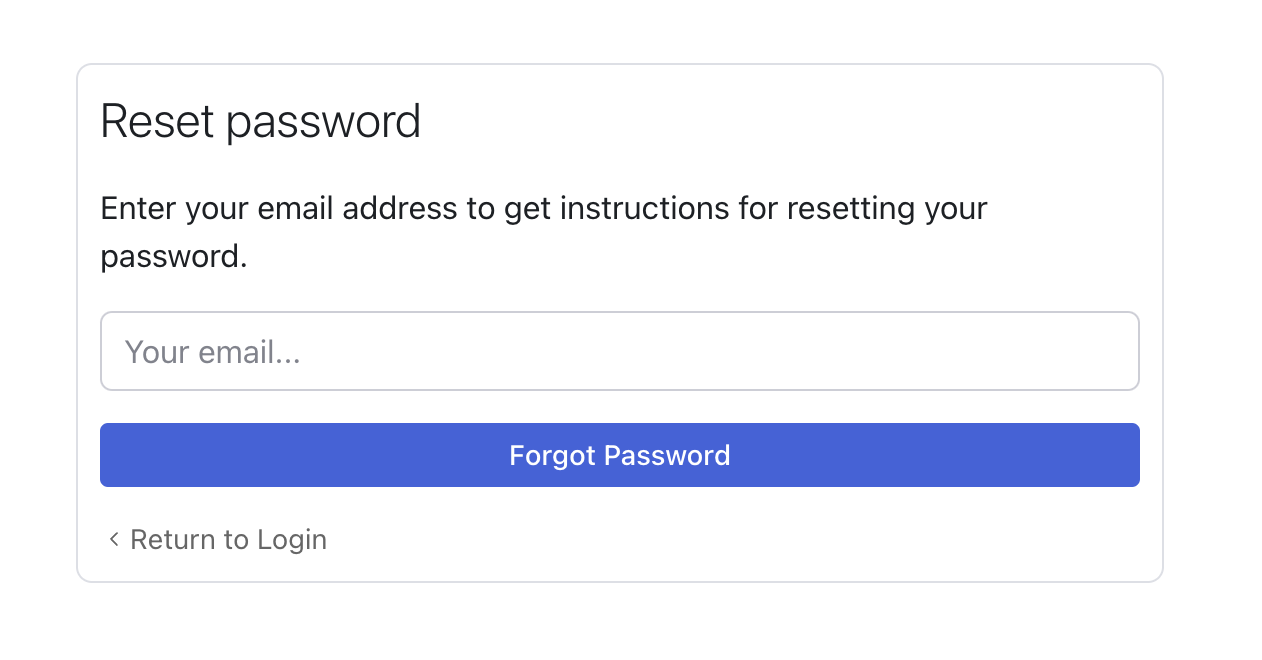 Reset password
Enter your email address to get instructions for resetting your
password.
Your email...
Forgot Password
Return to Login